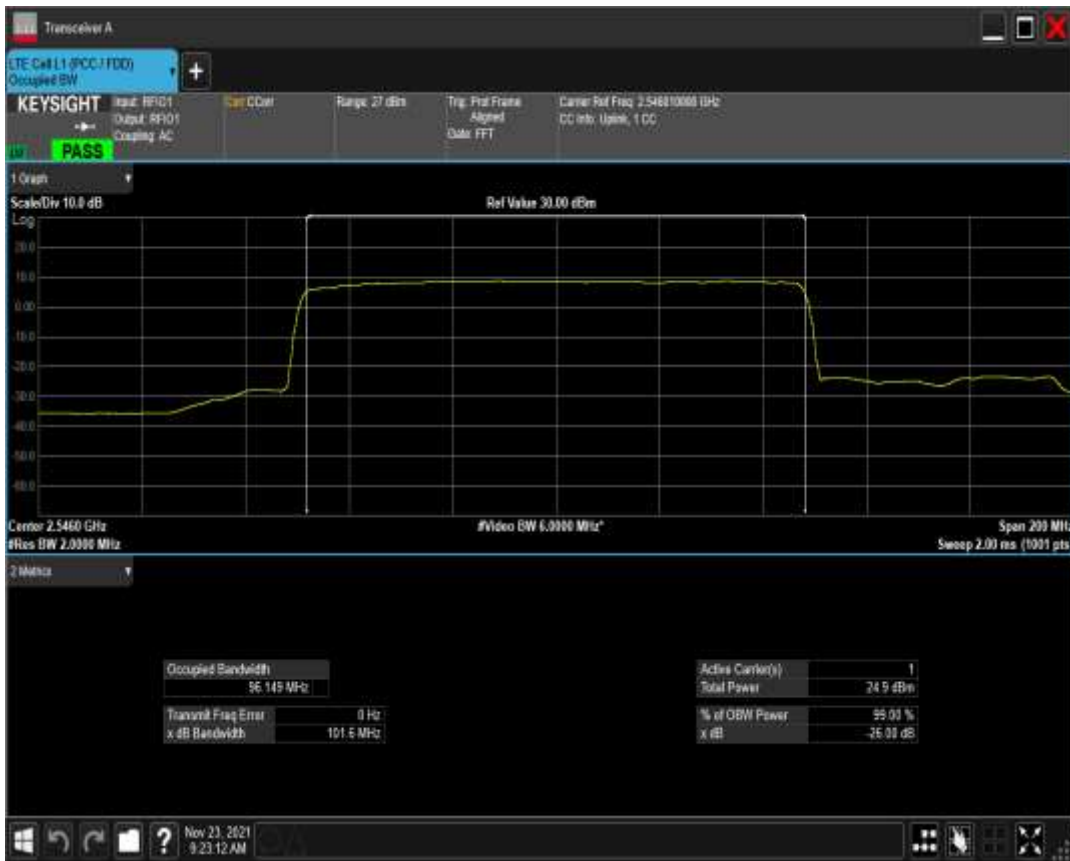 Transceiver A
LTE Cell L1 (PCC / FDD)
Occupied BW
+
KEYSIGHT
Input: RFIO1
Output: RFIO1
Coupling: AC
Corr CCorr
Range: 27 dBm
Trig: Prd Frame
Aligned
Gate: FFT
Carrier Ref Freq: 2.546010000 GHz
CC Info: Uplink, 1 CC
PASS
1 Graph
Scale/Div 10.0 dB
Ref Value 30.00 dBm
Log
20.0
10.0
0.00
-10.0
-20.0
-30.0
-40.0
-50.0
-60.0
Center 2.5460 GHz
#Video BW 6.0000 MHz*
Span 200 MHz
#Res BW 2.0000 MHz
Sweep 2.00 ms (1001 pts
2 Metrics
Occupied Bandwidth
96.149 MHz
Transmit Freq Error 0 Hz
x dB Bandwidth 101.6 MHz
Active Carrier(s) 1
Total Power 24.9 dBm
% of OBW Power 99.00 %
x dB -26.00 dB
?
Nov 23, 2021
9:23:12 AM